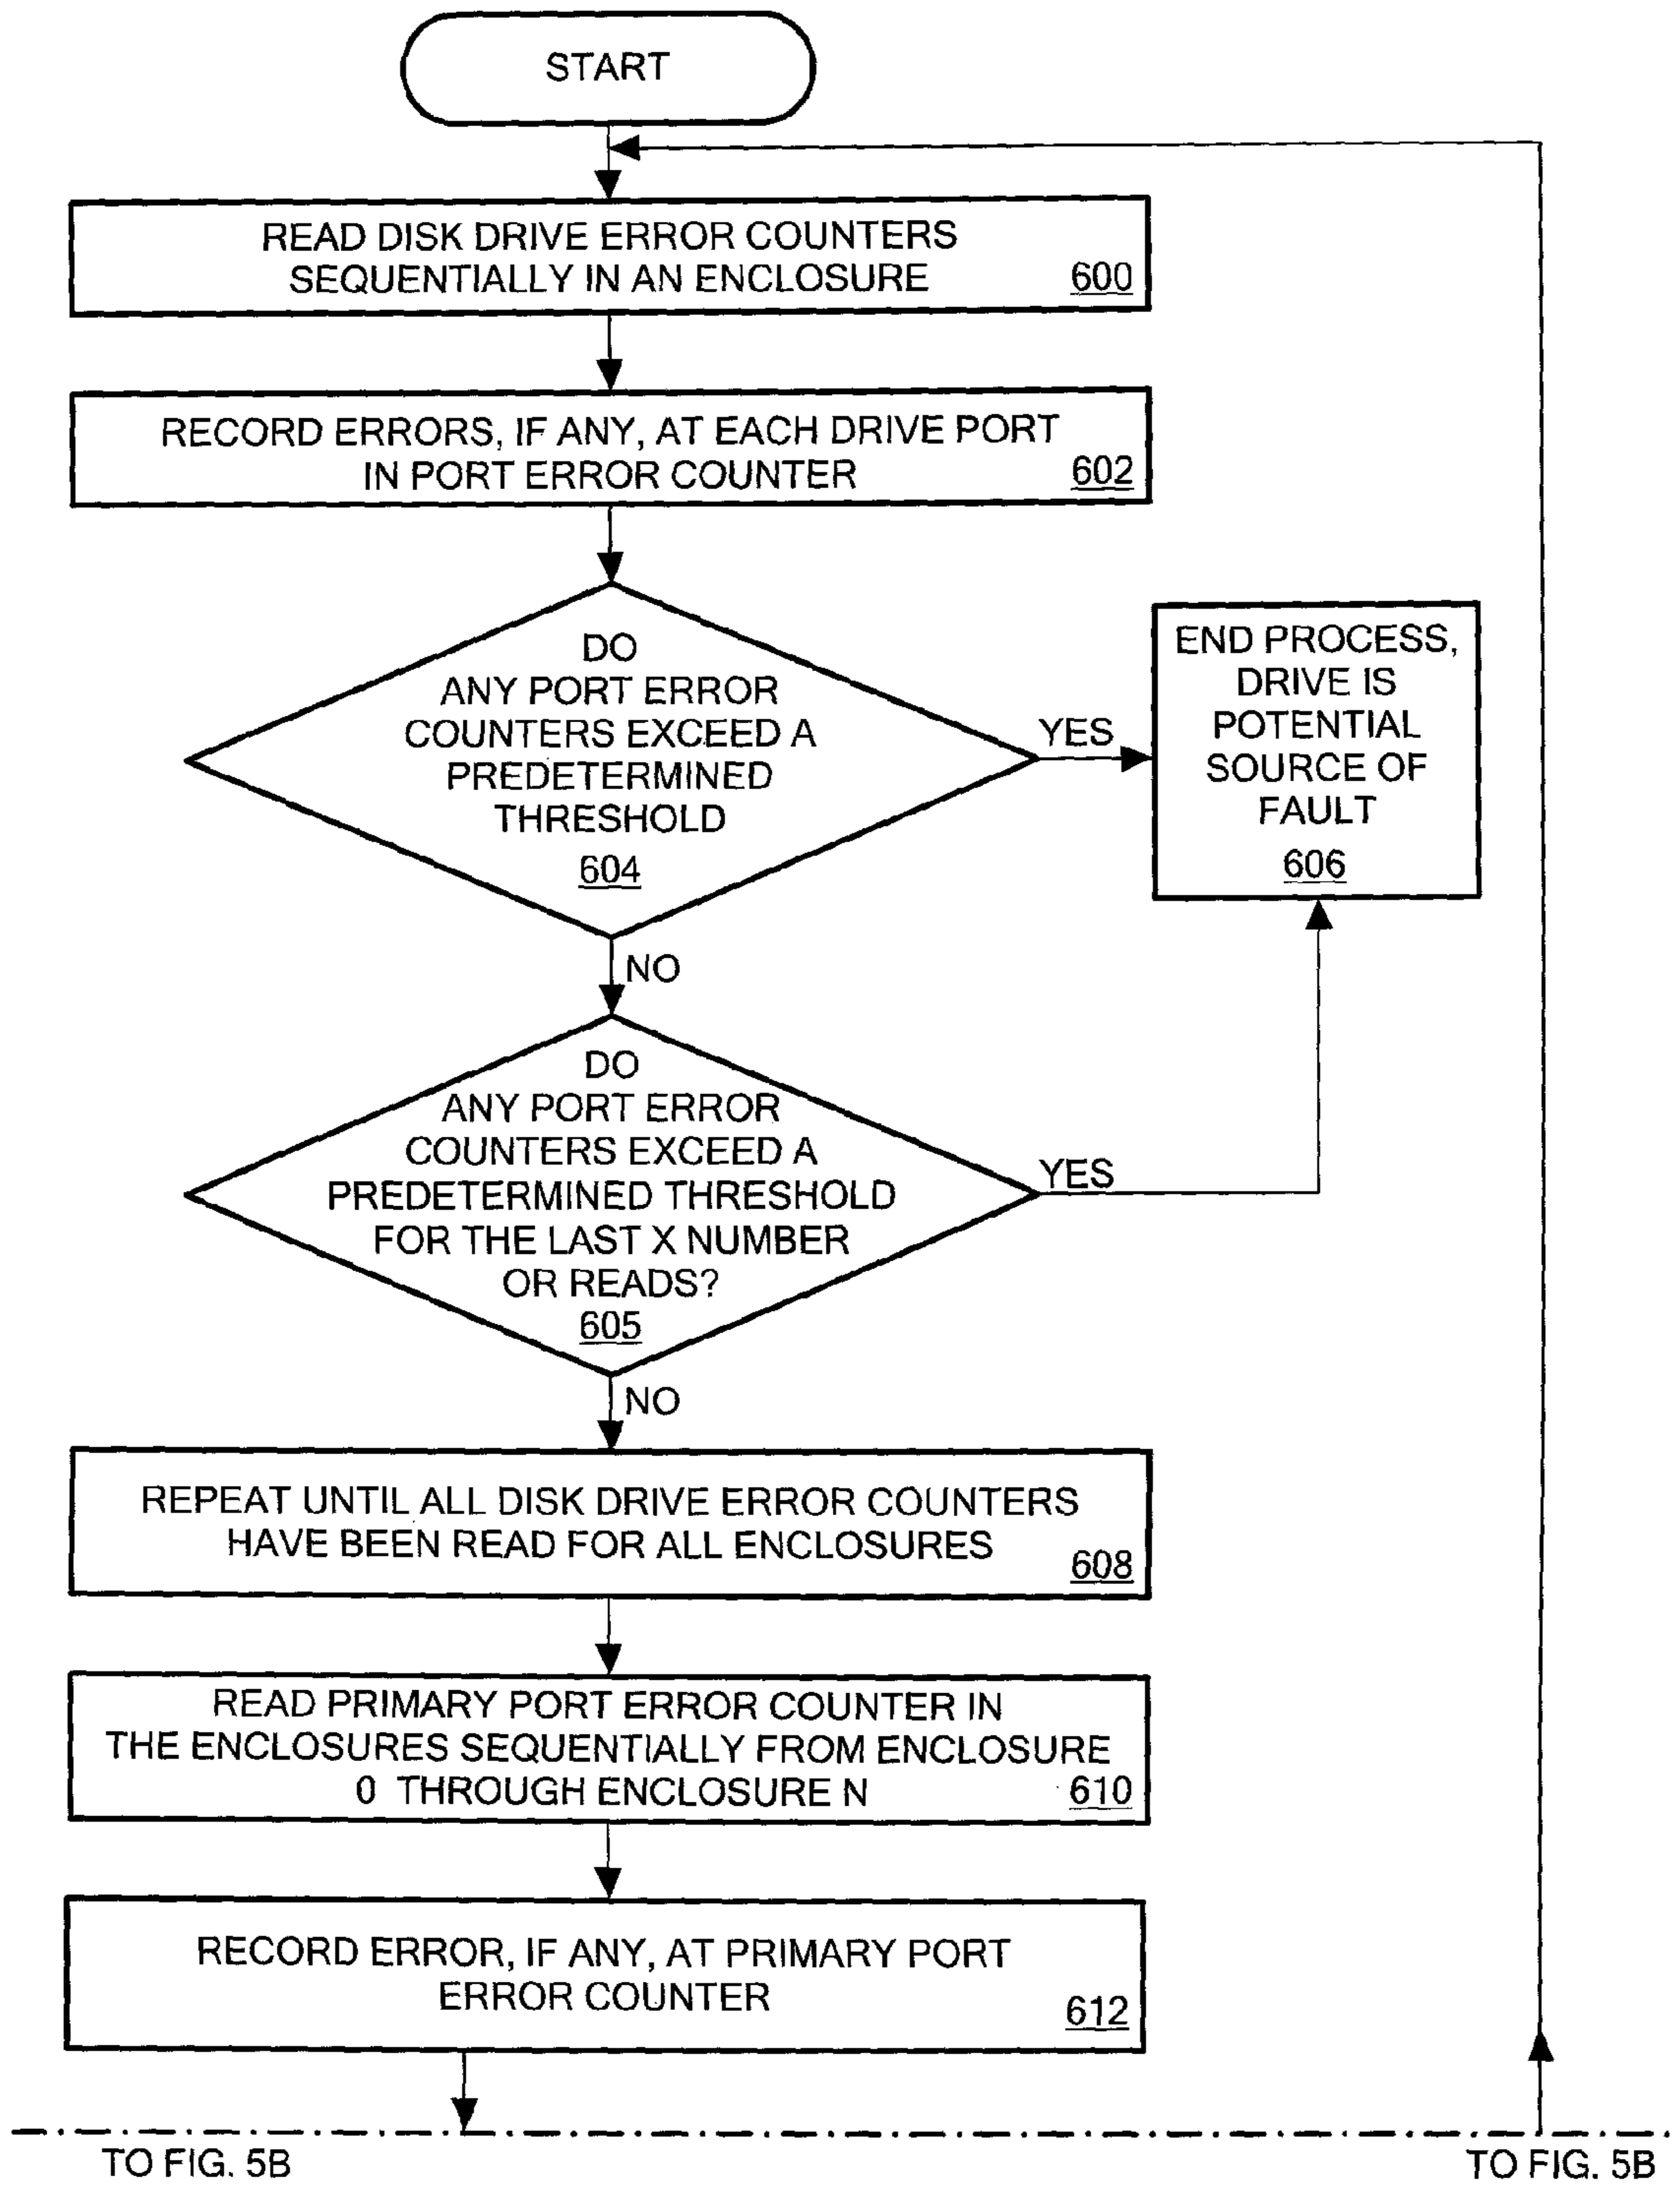 START
READ DISK DRIVE ERROR COUNTERS
SEQUENTIALLY IN AN ENCLOSURE
600
RECORD ERRORS, IF ANY, AT EACH DRIVE PORT
IN PORT ERROR COUNTER
602
DO
ANY PORT ERROR
COUNTERS EXCEED A
PREDETERMINED
THRESHOLD
604
YES
END PROCESS,
DRIVE IS
POTENTIAL
SOURCE OF
FAULT
606
NO
DO
ANY PORT ERROR
COUNTERS EXCEED A
PREDETERMINED THRESHOLD
FOR THE LAST X NUMBER
OR READS?
605
YES
NO
REPEAT UNTIL ALL DISK DRIVE ERROR COUNTERS
HAVE BEEN READ FOR ALL ENCLOSURES
608
READ PRIMARY PORT ERROR COUNTER IN
THE ENCLOSURES SEQUENTIALLY FROM ENCLOSURE
0 THROUGH ENCLOSURE N
610
RECORD ERROR, IF ANY, AT PRIMARY PORT
ERROR COUNTER
612
TO FIG. 5B
TO FIG. 5B